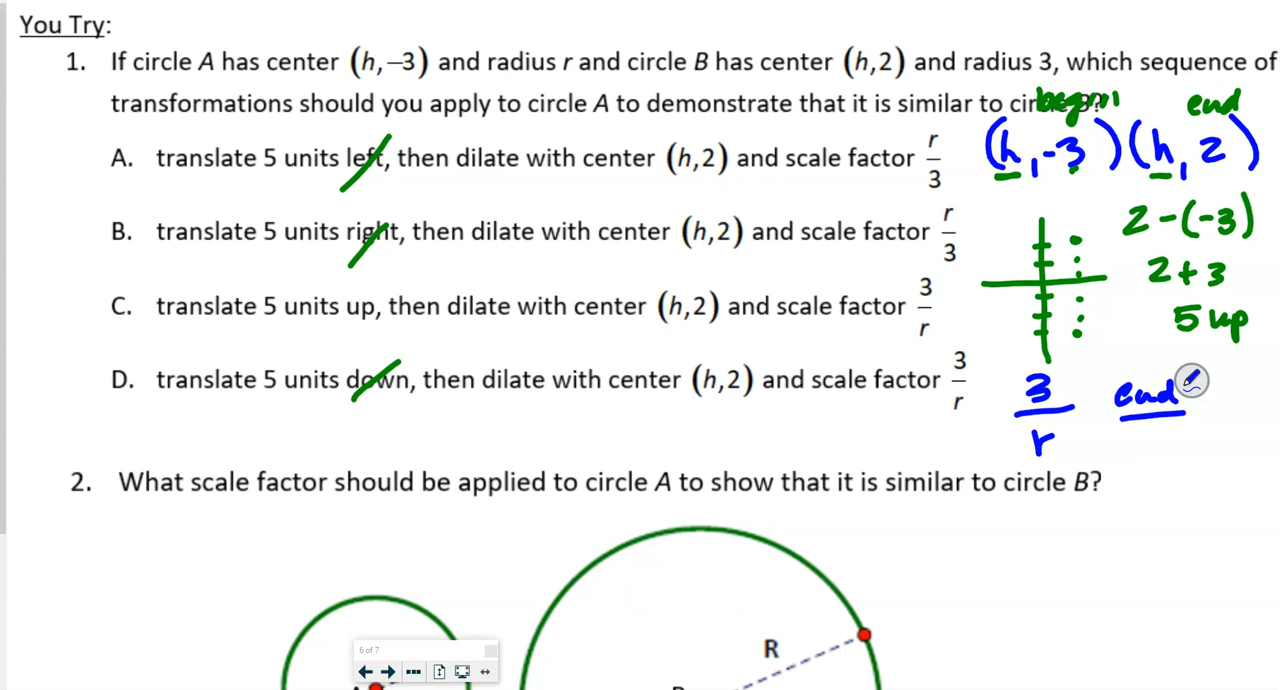 You Try:
1. If circle A has center (h,–3) and radius r and circle B has center (h,2) and radius 3, which sequence of
transformations should you apply to circle A to demonstrate that it is similar to circle B?
begin end
(h,-3)(h,2)
A. translate 5 units left, then dilate with center (h,2) and scale factor r/3
B. translate 5 units right, then dilate with center (h,2) and scale factor r/3
C. translate 5 units up, then dilate with center (h,2) and scale factor 3/r
D. translate 5 units down, then dilate with center (h,2) and scale factor 3/r
2-(-3)
2+3
5 up
3/r end
2. What scale factor should be applied to circle A to show that it is similar to circle B?
R
6 of 7